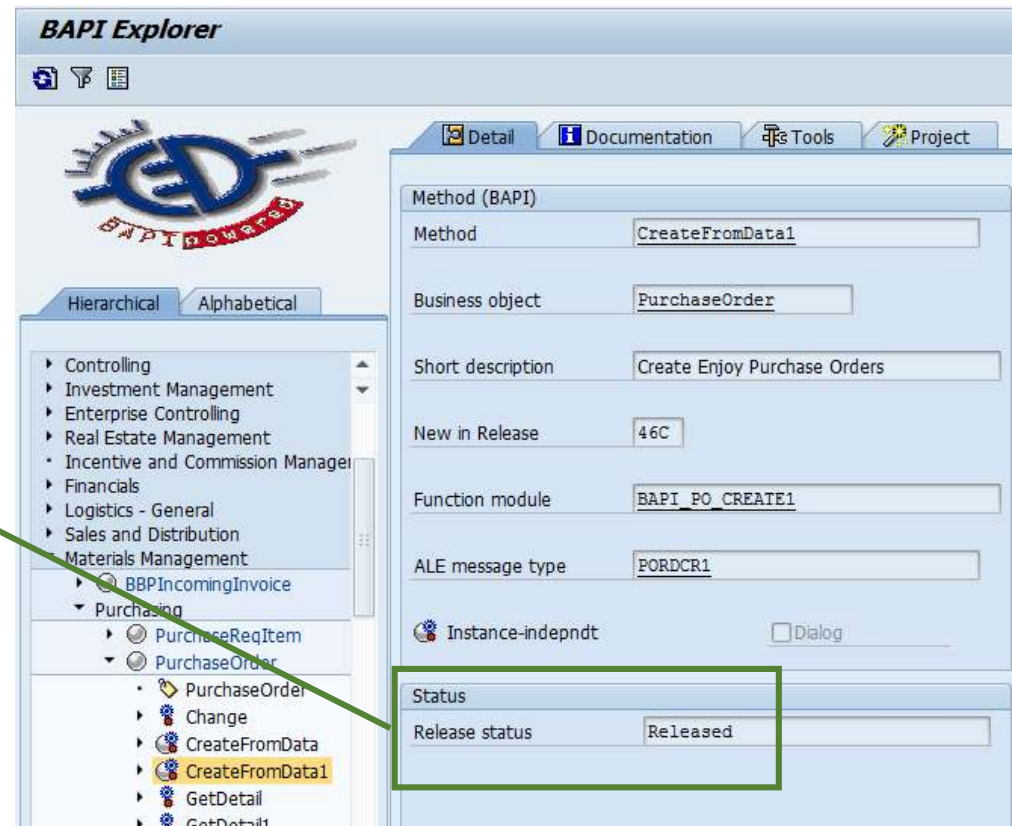 BAPI Explorer
BAPI powered
Hierarchical Alphabetical
Controlling
Investment Management
Enterprise Controlling
Real Estate Management
Incentive and Commission Manager
Financials
Logistics - General
Sales and Distribution
Materials Management
BBPIncomingInvoice
Purchasing
PurchaseReqItem
PurchaseOrder
PurchaseOrder
Change
CreateFromData
CreateFromData1
GetDetail
GetDetail1
Detail Documentation Tools Project
Method (BAPI)
Method CreateFromData1
Business object PurchaseOrder
Short description Create Enjoy Purchase Orders
New in Release 46C
Function module BAPI_PO_CREATE1
ALE message type PORDCR1
Instance-indepndt Dialog
Status
Release status Released